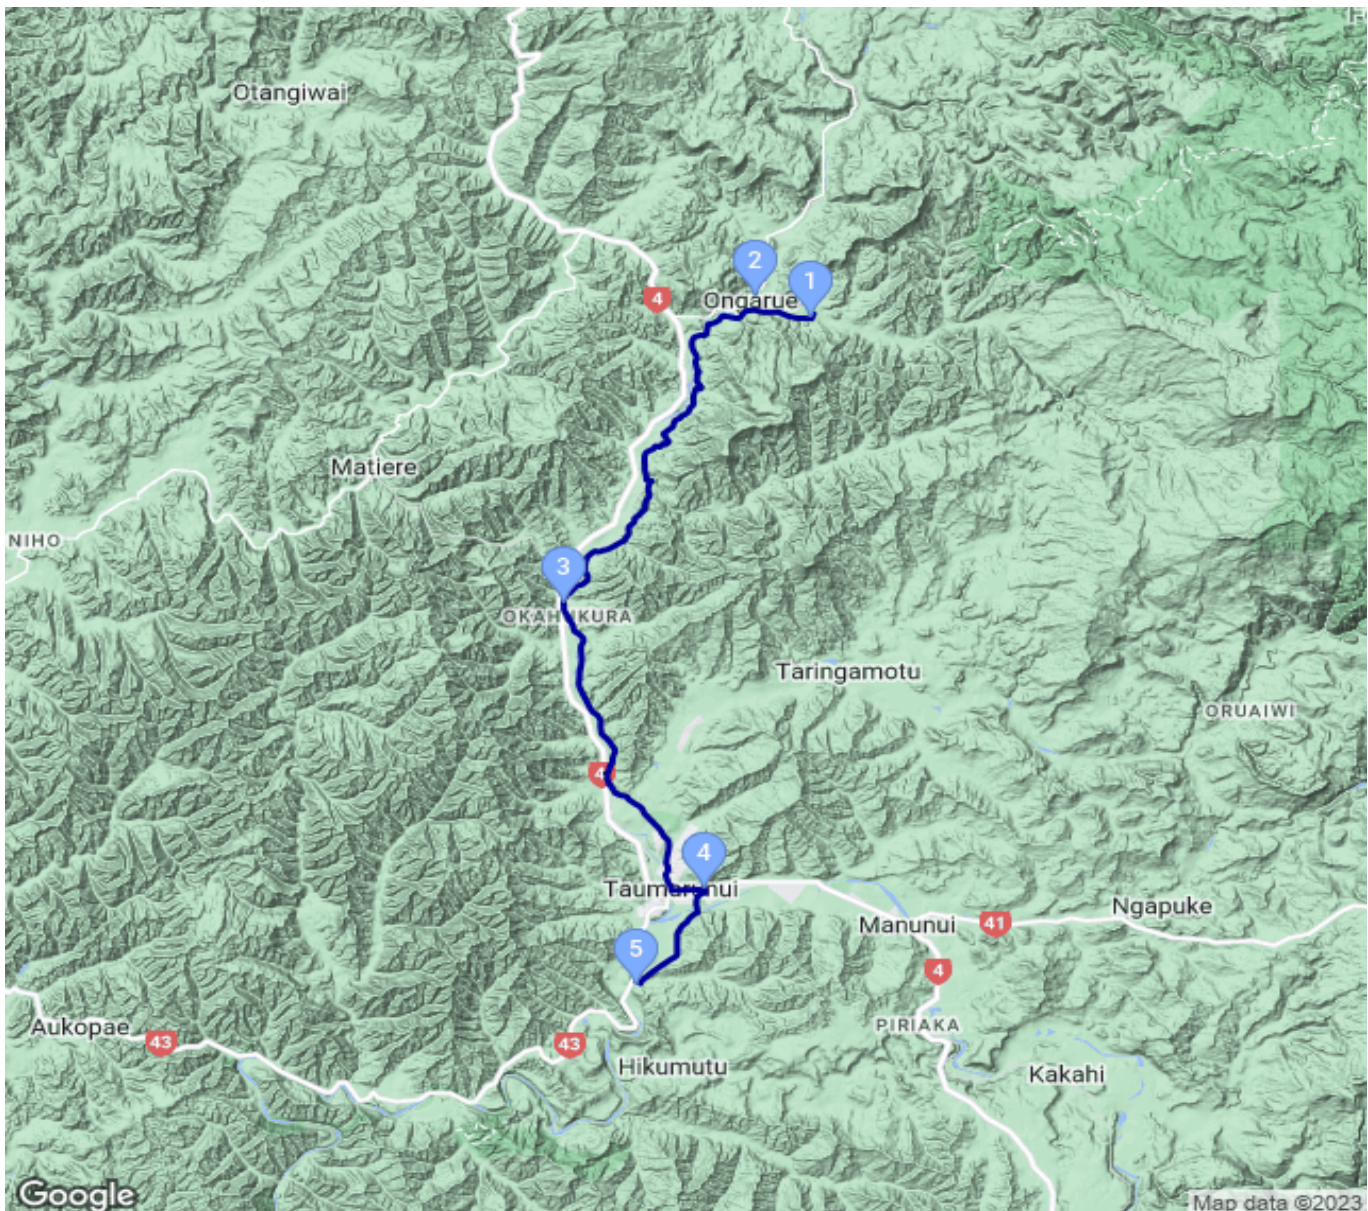 Otangiwai
2
1
4
Ongarue
Matiere
NIHO
3
OKAHUKURA
Taringamotu
ORUAIWI
4
4
Taumarunui
Ngapuke
Manunui
41
5
4
Aukopae
43
43
PIRIAKA
Hikumutu
Kakahi
Google
Map data ©2023